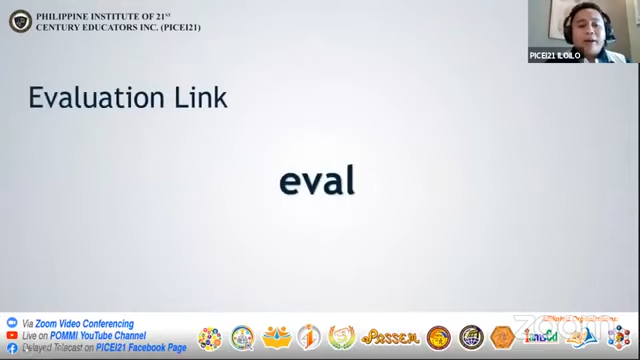 PHILIPPINE INSTITUTE OF 21ST
CENTURY EDUCATORS INC. (PICEI21)
PICEI21 ILOILO
Evaluation Link
eval
Via Zoom Video Conferencing
Live on POMMI YouTube Channel
Delayed Telecast on PICEI21 Facebook Page
PASSEM
zoom